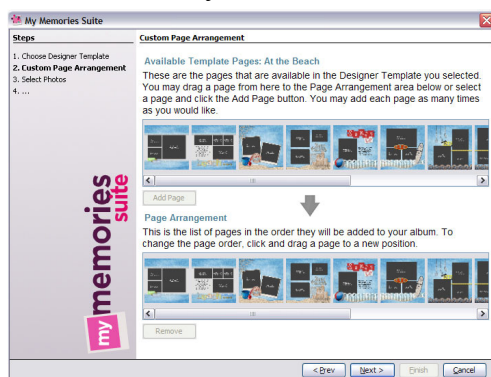 My Memories Suite
Steps
1. Choose Designer Template
2. Custom Page Arrangement
3. Select Photos
4. ...
my memories suite
Custom Page Arrangement
Available Template Pages: At the Beach
These are the pages that are available in the Designer Template you selected.
You may drag a page from here to the Page Arrangement area below or select
a page and click the Add Page button. You may add each page as many times
as you would like.
Add Page
Page Arrangement
This is the list of pages in the order they will be added to your album. To
change the page order, click and drag a page to a new position.
Remove
< Prev
Next >
Finish
Cancel